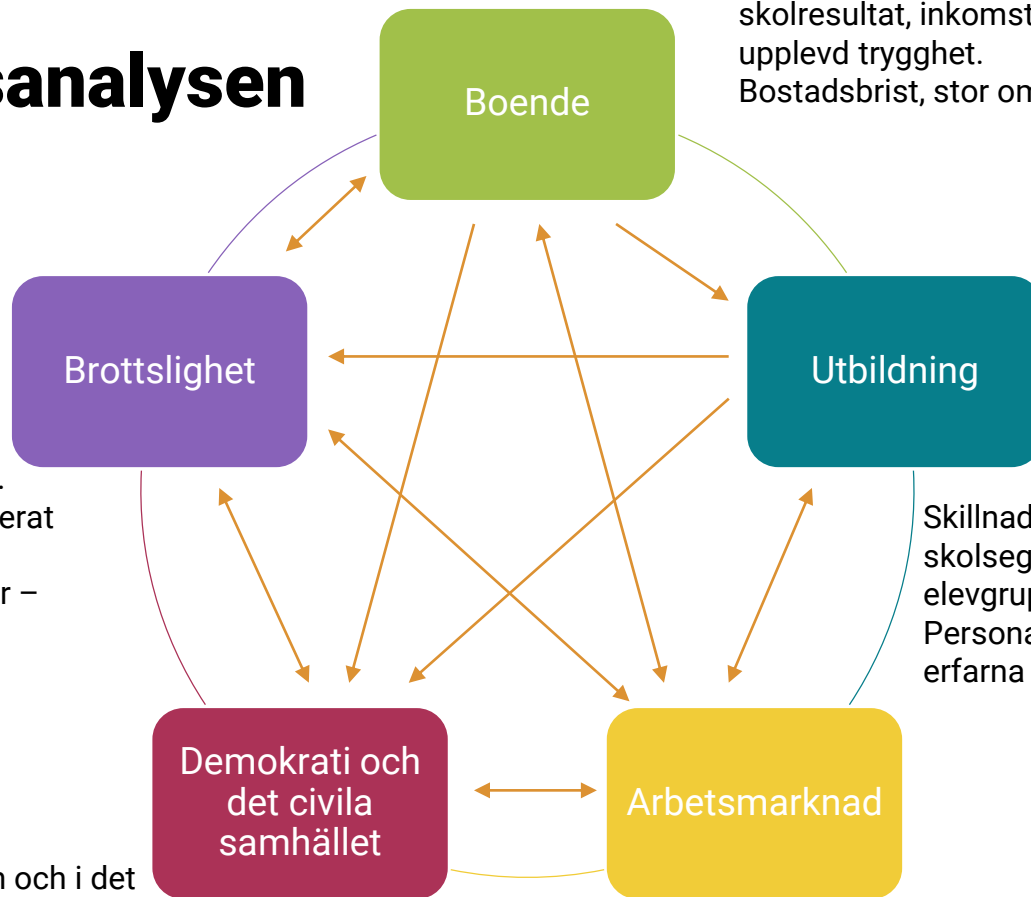 sanalysen
skolresultat, inkomst
upplevd trygghet.
Bostadsbrist, stor om
Boende
Brottslighet
Utbildning
.
erat
r –
Skillnad
skolseg
elevgrup
Persona
erfarna
Demokrati och
det civila
samhället
Arbetsmarknad
n och i det